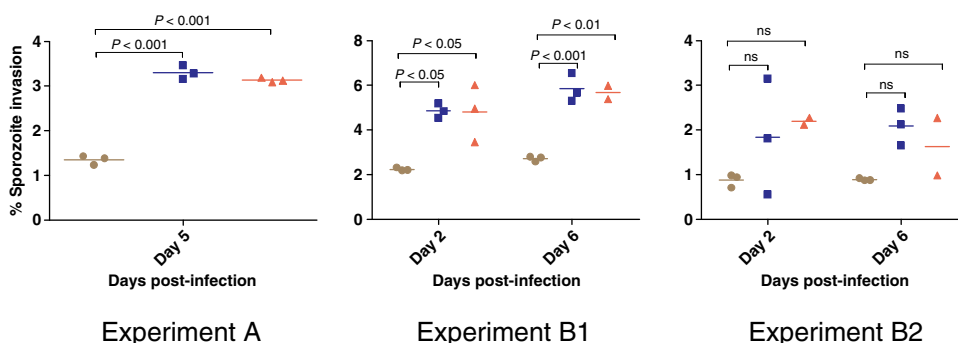 % Sporozoite invasion
4
3
2
1
0
P < 0.001
P < 0.001
Day 5
Days post-infection
Experiment A
8
6
4
2
0
P < 0.05
P < 0.05
P < 0.01
P < 0.001
Day 2
Day 6
Days post-infection
Experiment B1
4
3
2
1
0
ns
ns
ns
ns
Day 2
Day 6
Days post-infection
Experiment B2